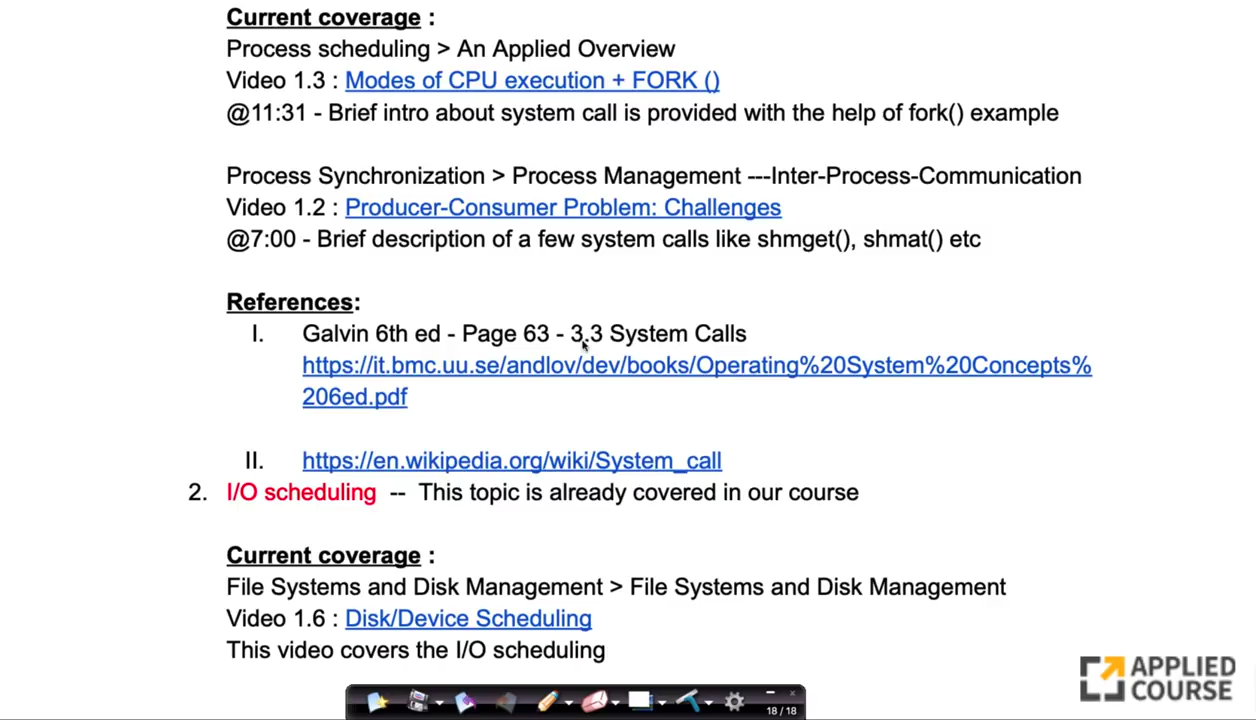 Current coverage :
Process scheduling > An Applied Overview
Video 1.3 : Modes of CPU execution + FORK ()
@11:31 - Brief intro about system call is provided with the help of fork() example
Process Synchronization > Process Management ---Inter-Process-Communication
Video 1.2 : Producer-Consumer Problem: Challenges
@7:00 - Brief description of a few system calls like shmget(), shmat() etc
References:
I. Galvin 6th ed - Page 63 - 3.3 System Calls
https://it.bmc.uu.se/andlov/dev/books/Operating%20System%20Concepts%
206ed.pdf
II. https://en.wikipedia.org/wiki/System_call
2. I/O scheduling -- This topic is already covered in our course
Current coverage :
File Systems and Disk Management > File Systems and Disk Management
Video 1.6 : Disk/Device Scheduling
This video covers the I/O scheduling
APPLIED
COURSE
18 / 18